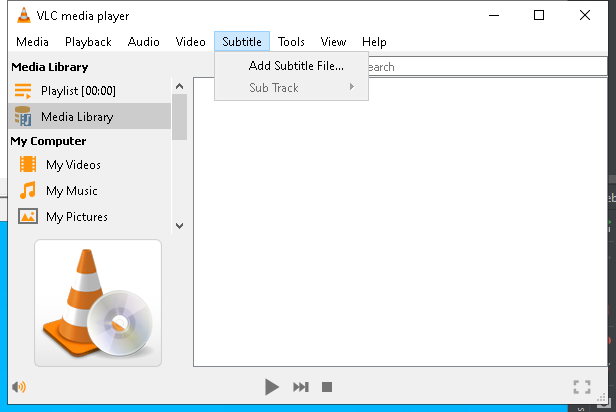 VLC media player
Media Playback Audio Video Subtitle Tools View Help
Media Library
Add Subtitle File...
earch
Playlist [00:00]
Sub Track
Media Library
My Computer
My Videos
My Music
My Pictures